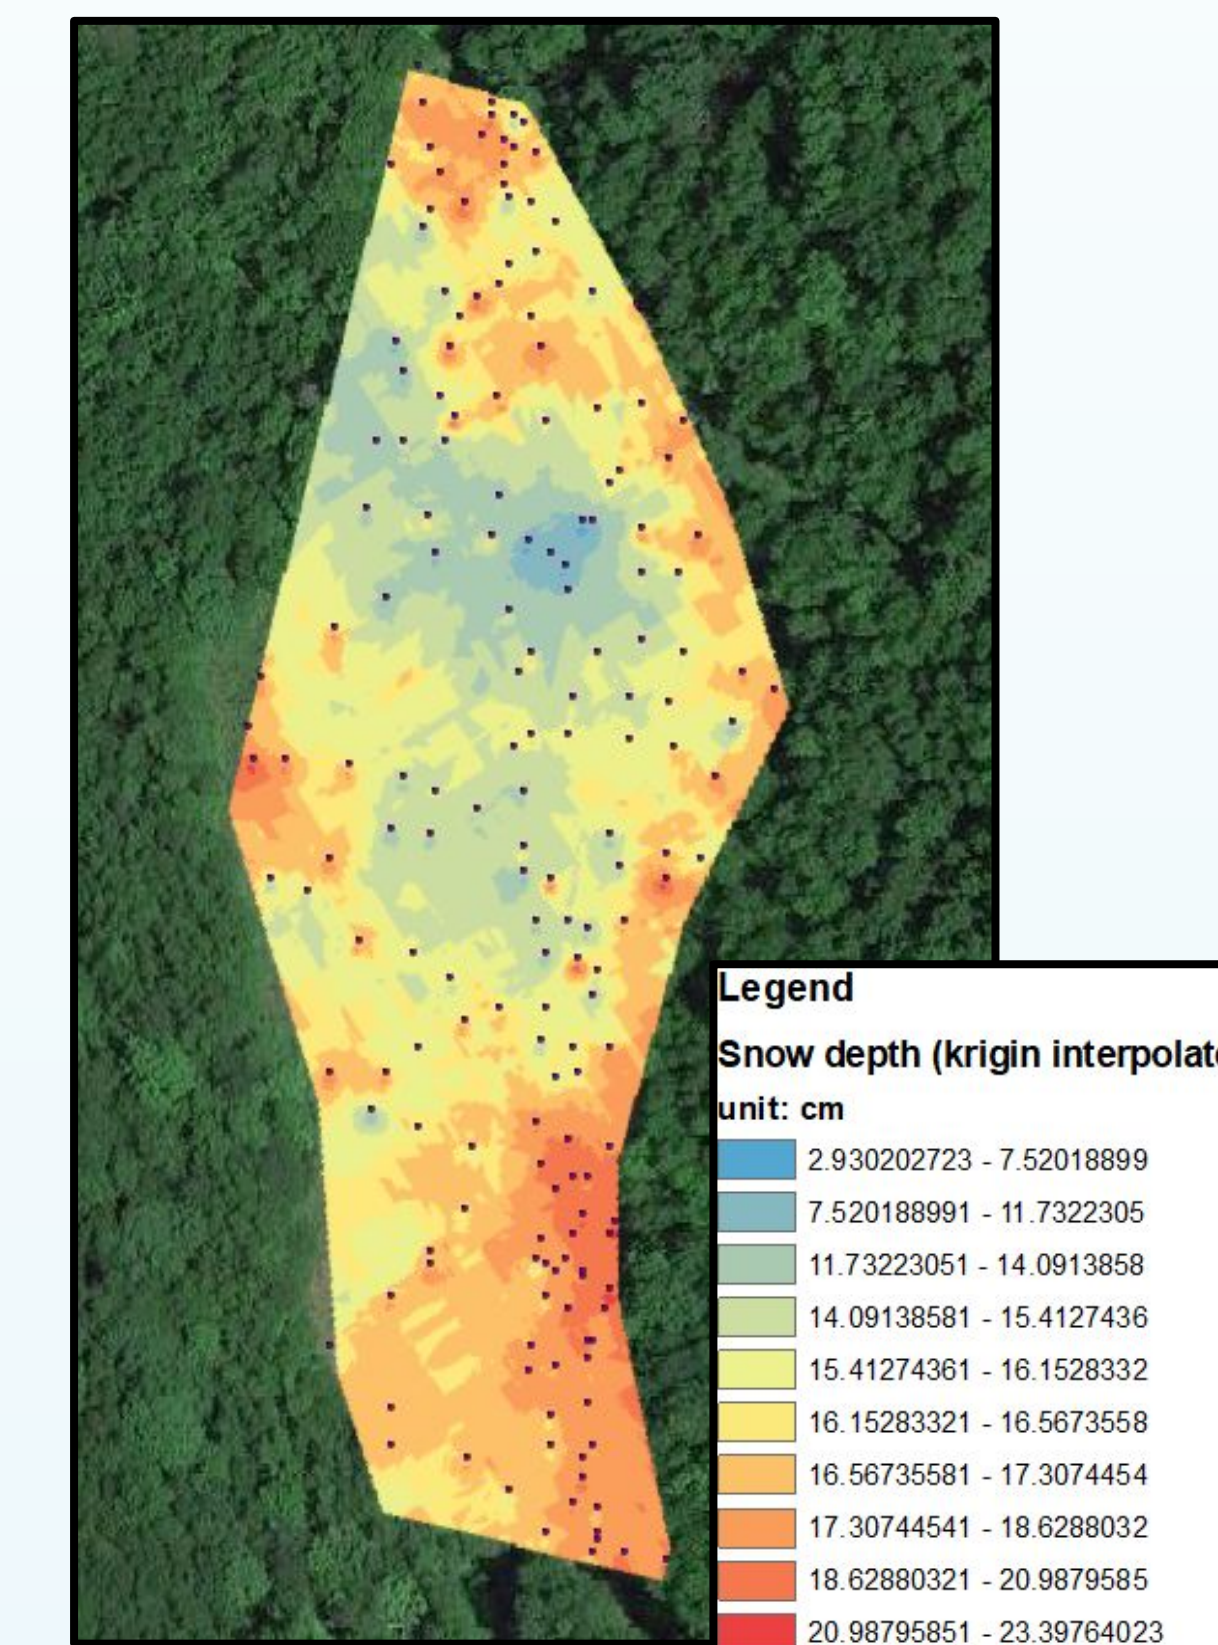 Legend
Snow depth (krigin interpolate
unit: cm
2.930202723 - 7.52018899
7.520188991 - 11.7322305
11.73223051 - 14.0913858
14.09138581 - 15.4127436
15.41274361 - 16.1528332
16.15283321 - 16.5673558
16.56735581 - 17.3074454
17.30744541 - 18.6288032
18.62880321 - 20.9879585
20.98795851 - 23.39764023